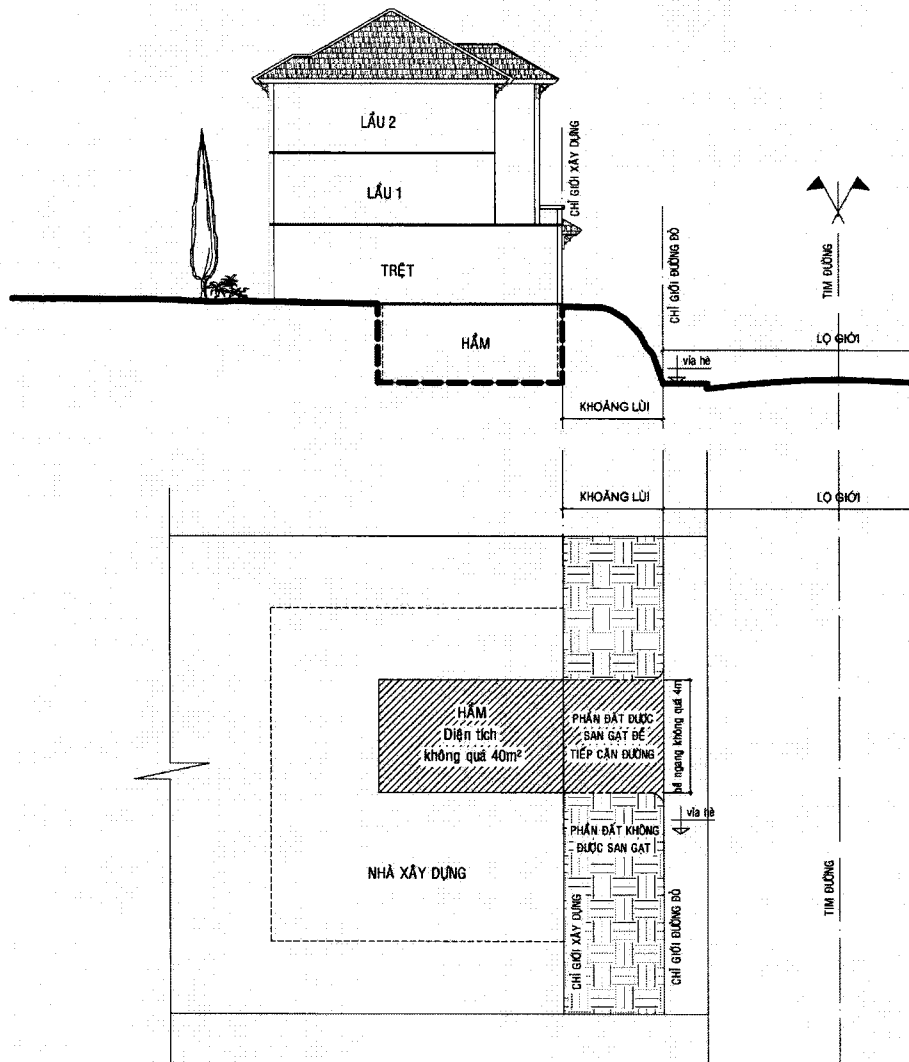 LẦU 2
LẦU 1
TRỆT
HẦM
CHỈ GIỚI XÂY DỰNG
CHỈ GIỚI ĐƯỜNG ĐỎ
TIM ĐƯỜNG
LỘ GIỚI
vỉa hè
KHOẢNG LÙI
KHOẢNG LÙI
LỘ GIỚI
HẦM
Diện tích
không quá 40m²
PHẦN ĐẤT ĐƯỢC
SAN GẠT ĐỂ
TIẾP CẬN ĐƯỜNG
bề ngang không quá 4m
vỉa hè
PHẦN ĐẤT KHÔNG
ĐƯỢC SAN GẠT
NHÀ XÂY DỰNG
CHỈ GIỚI XÂY DỰNG
CHỈ GIỚI ĐƯỜNG ĐỎ
TIM ĐƯỜNG